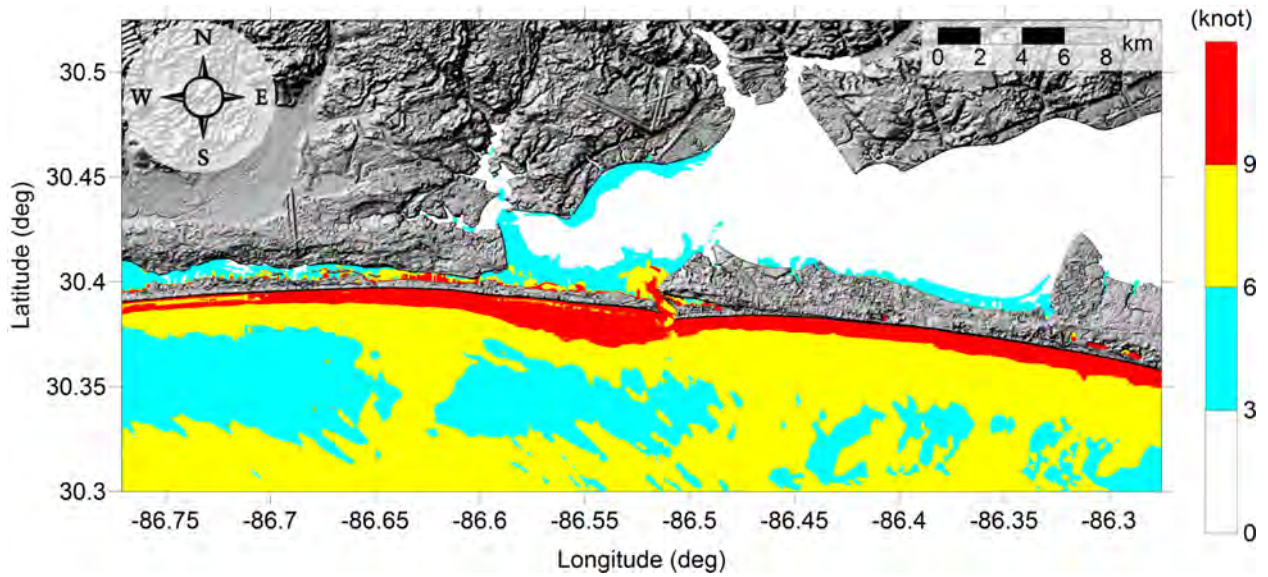 (knot)
N
W E
S
0 2 4 6 8 km
30.5
30.45
30.4
30.35
30.3
Latitude (deg)
-86.75 -86.7 -86.65 -86.6 -86.55 -86.5 -86.45 -86.4 -86.35 -86.3
Longitude (deg)
9
6
3
0